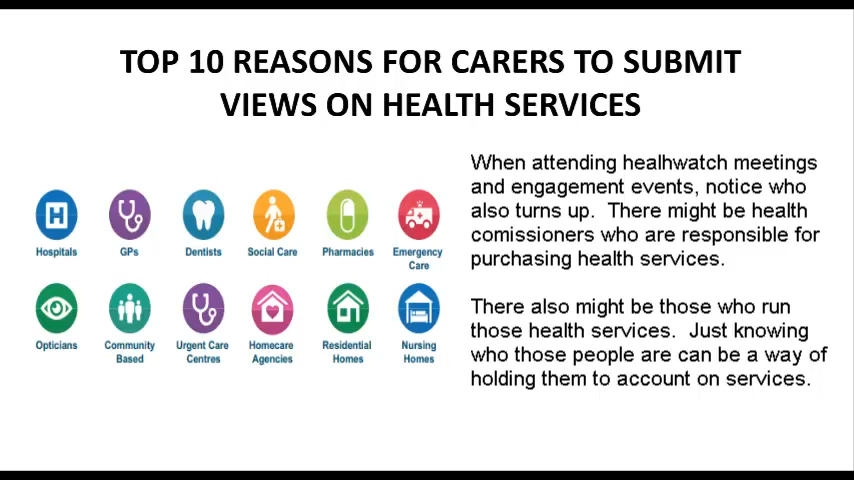 TOP 10 REASONS FOR CARERS TO SUBMIT
VIEWS ON HEALTH SERVICES
When attending healhwatch meetings
and engagement events, notice who
also turns up. There might be health
comissioners who are responsible for
purchasing health services.
There also might be those who run
those health services. Just knowing
who those people are can be a way of
holding them to account on services.
H
Hospitals
GPs
Dentists
Social Care
Pharmacies
Emergency
Care
Opticians
Community
Based
Urgent Care
Centres
Homecare
Agencies
Residential
Homes
Nursing
Homes